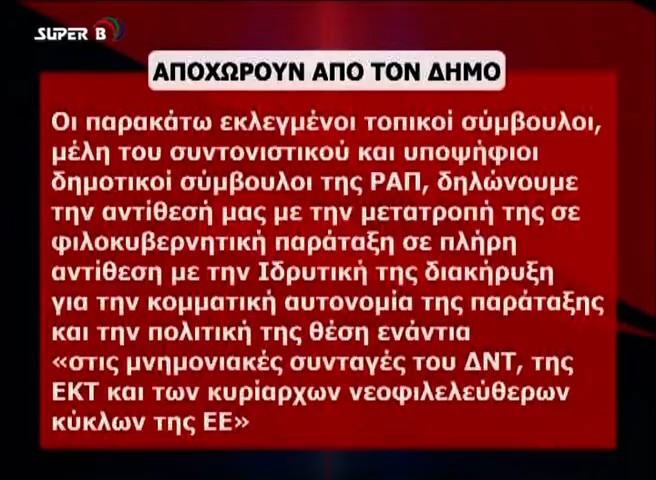 SUPER B
ΑΠΟΧΩΡΟΥΝ ΑΠΟ ΤΟΝ ΔΗΜΟ
Οι παρακάτω εκλεγμένοι τοπικοί σύμβουλοι,
μέλη του συντονιστικού και υποψήφιοι
δημοτικοί σύμβουλοι της ΡΑΠ, δηλώνουμε
την αντίθεσή μας με την μετατροπή της σε
φιλοκυβερνητική παράταξη σε πλήρη
αντίθεση με την Ιδρυτική της διακήρυξη
για την κομματική αυτονομία της παράταξης
και την πολιτική της θέση ενάντια
«στις μνημονιακές συνταγές του ΔΝΤ, της
ΕΚΤ και των κυρίαρχων νεοφιλελεύθερων
κύκλων της ΕΕ»